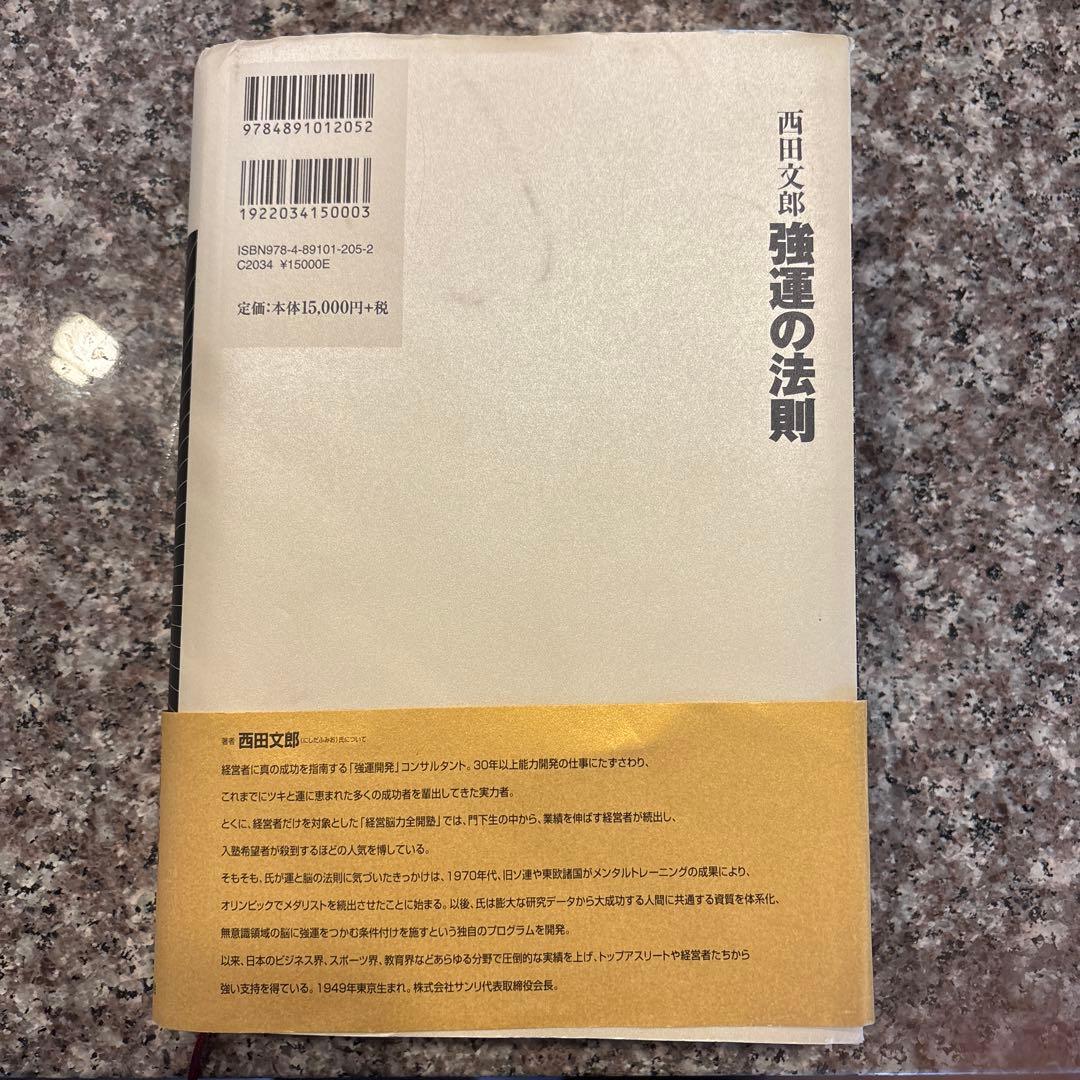 9784891012052
1922034150003
ISBN978-4-89101-205-2
C2034 ¥15000E
定価:本体15,000円+税
西田文郎 強運の法則
著者 西田文郎(にしだふみお)氏について
経営者に真の成功を指南する「強運開発」コンサルタント。30年以上能力開発の仕事にたずさわり、
これまでにツキと運に恵まれた多くの成功者を輩出してきた実力者。
とくに、経営者だけを対象とした「経営脳力全開塾」では、門下生の中から、業績を伸ばす経営者が続出し、
入塾希望者が殺到するほどの人気を博している。
そもそも、氏が運と脳の法則に気づいたきっかけは、1970年代、旧ソ連や東欧諸国がメンタルトレーニングの成果により、
オリンピックでメダリストを続出させたことに始まる。以後、氏は膨大な研究データから大成功する人間に共通する資質を体系化、
無意識領域の脳に強運をつかむ条件付けを施すという独自のプログラムを開発。
以来、日本のビジネス界、スポーツ界、教育界などあらゆる分野で圧倒的な実績を上げ、トップアスリートや経営者たちから
強い支持を得ている。1949年東京生まれ。株式会社サンリ代表取締役会長。